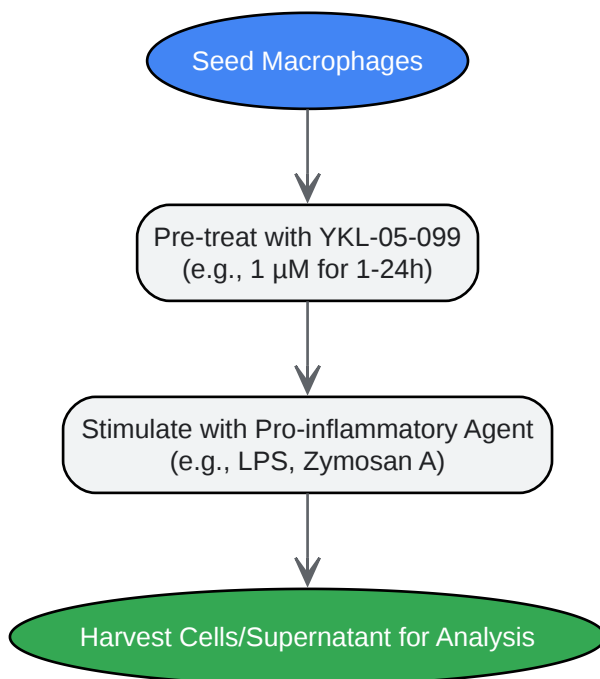 Seed Macrophages
Pre-treat with YKL-05-099
(e.g., 1 µM for 1-24h)
Stimulate with Pro-inflammatory Agent
(e.g., LPS, Zymosan A)
Harvest Cells/Supernatant for Analysis